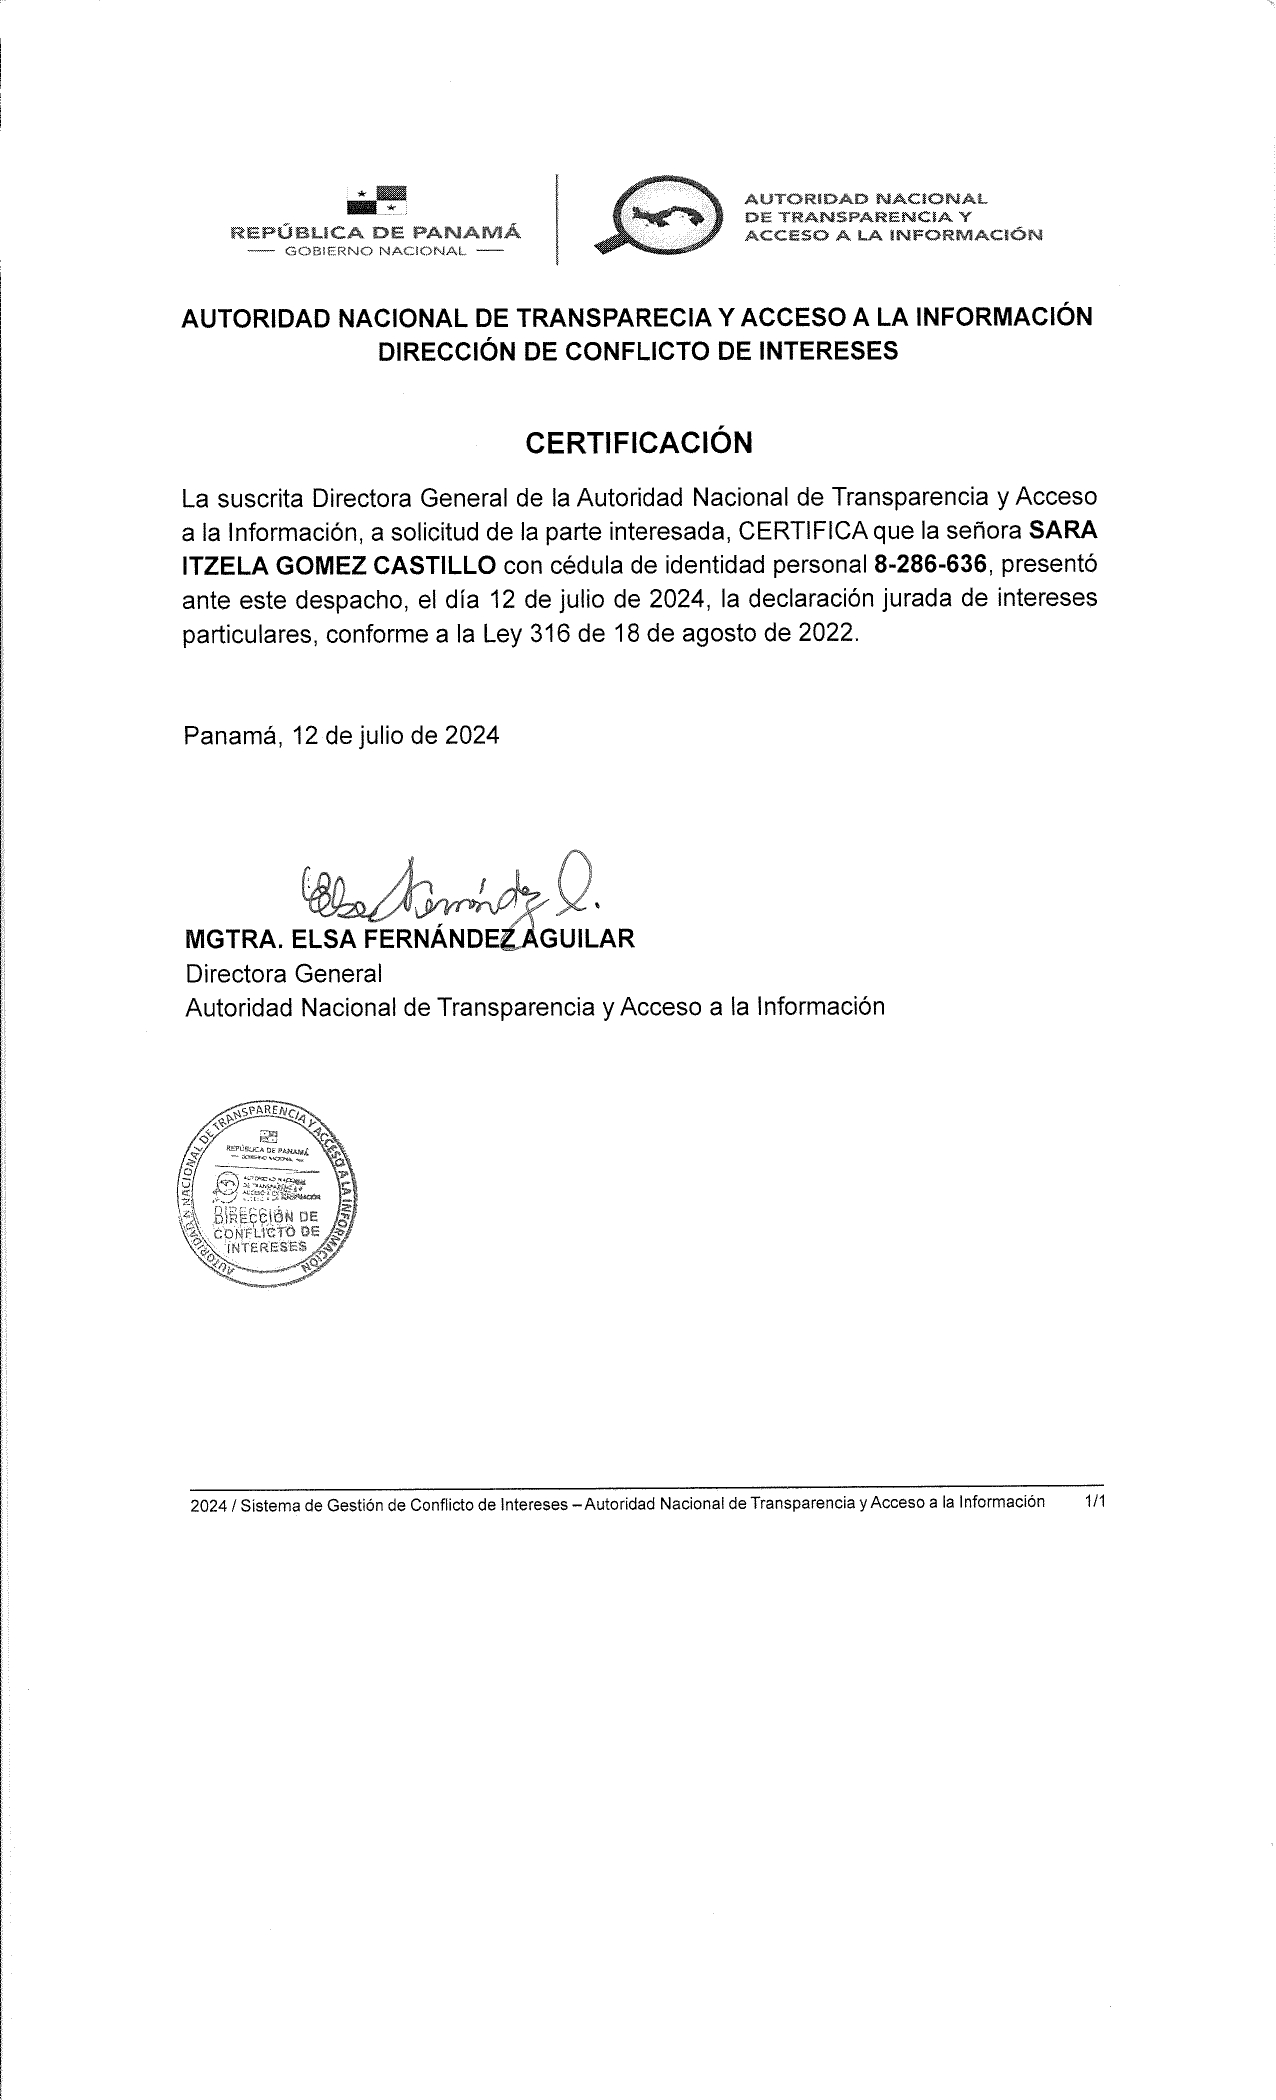 REPÚBLICA DE PANAMÁ
GOBIERNO NACIONAL
AUTORIDAD NACIONAL
DE TRANSPARENCIA Y
ACCESO A LA INFORMACIÓN
AUTORIDAD NACIONAL DE TRANSPARECIA Y ACCESO A LA INFORMACIÓN
DIRECCIÓN DE CONFLICTO DE INTERESES
CERTIFICACIÓN
La suscrita Directora General de la Autoridad Nacional de Transparencia y Acceso
a la Información, a solicitud de la parte interesada, CERTIFICA que la señora SARA
ITZELA GOMEZ CASTILLO con cédula de identidad personal 8-286-636, presentó
ante este despacho, el día 12 de julio de 2024, la declaración jurada de intereses
particulares, conforme a la Ley 316 de 18 de agosto de 2022.
Panamá, 12 de julio de 2024
Elsa Fernández
MGTRA. ELSA FERNÁNDEZ AGUILAR
Directora General
Autoridad Nacional de Transparencia y Acceso a la Información
AUTORIDAD NACIONAL DE TRANSPARENCIA Y ACCESO A LA INFORMACIÓN
REPÚBLICA DE PANAMÁ
GOBIERNO NACIONAL
AUTORIDAD NACIONAL
DE TRANSPARENCIA Y
ACCESO A LA INFORMACIÓN
DIRECCIÓN DE
CONFLICTO DE
INTERESES
2024 / Sistema de Gestión de Conflicto de Intereses – Autoridad Nacional de Transparencia y Acceso a la Información 1/1